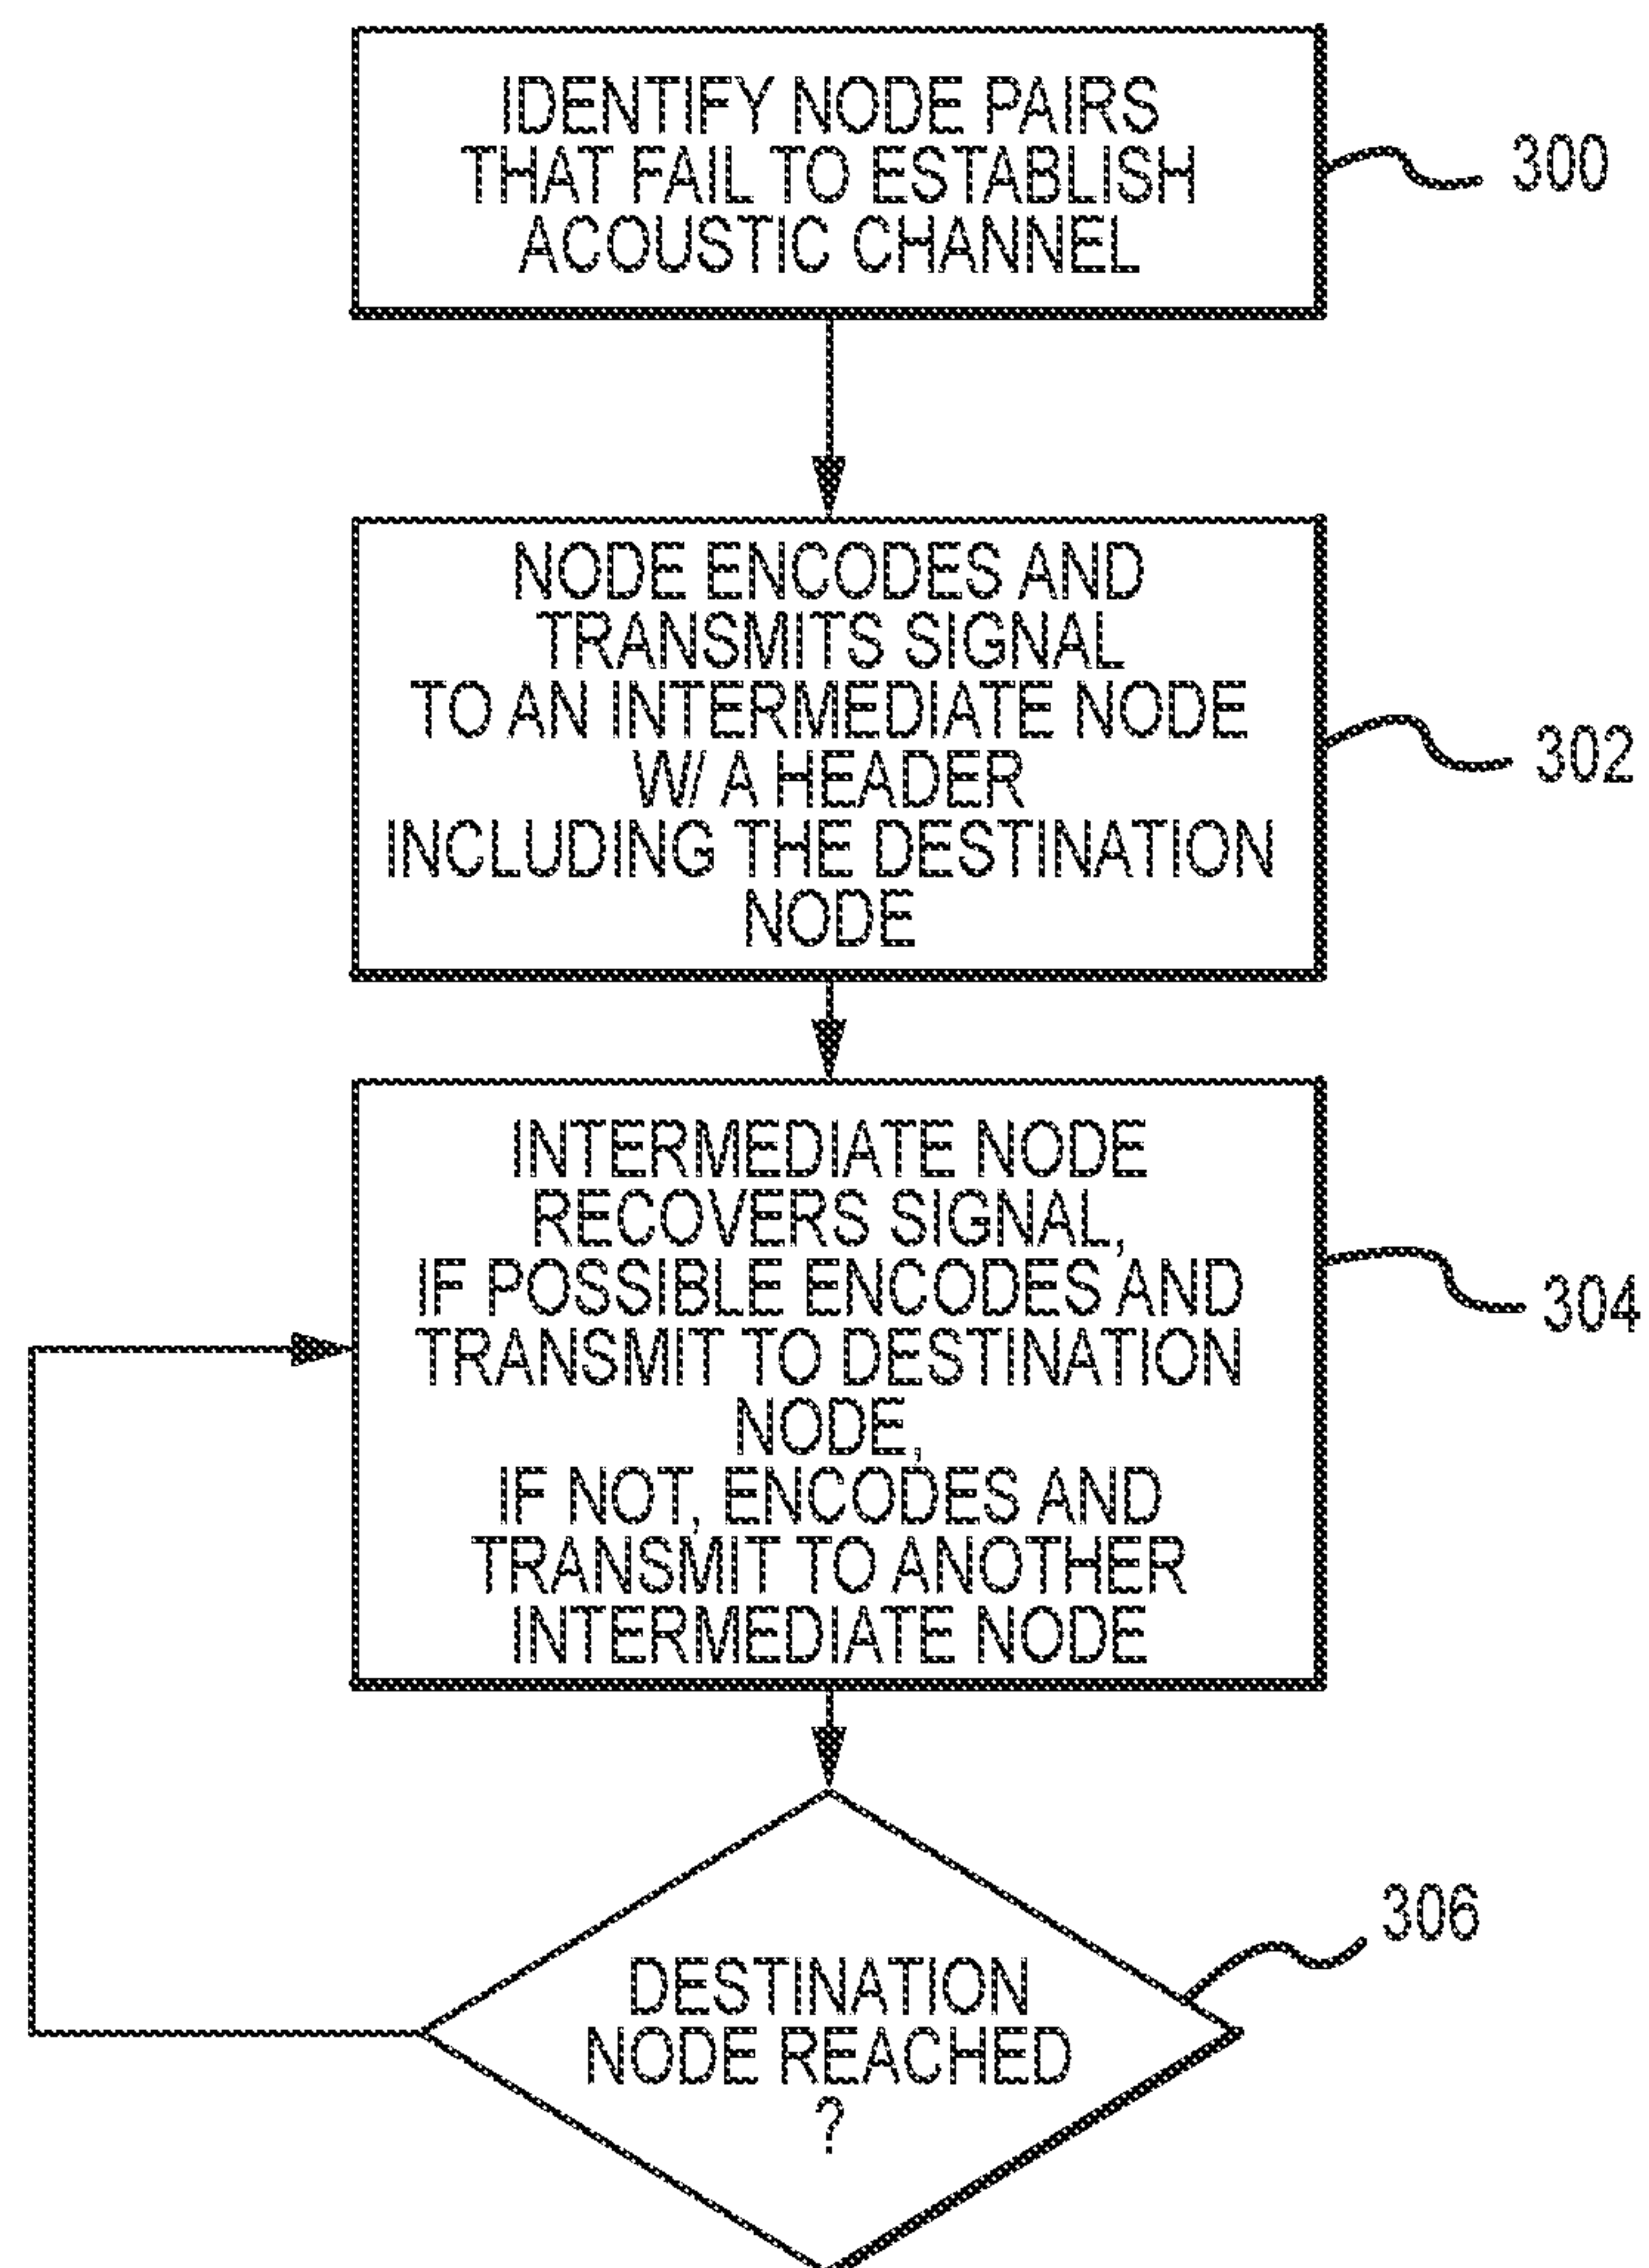 IDENTIFY NODE PAIRS
THAT FAIL TO ESTABLISH
ACOUSTIC CHANNEL
300
NODE ENCODES AND
TRANSMITS SIGNAL
TO AN INTERMEDIATE NODE
W/ A HEADER
INCLUDING THE DESTINATION
NODE
302
INTERMEDIATE NODE
RECOVERS SIGNAL,
IF POSSIBLE ENCODES AND
TRANSMIT TO DESTINATION
NODE,
IF NOT, ENCODES AND
TRANSMIT TO ANOTHER
INTERMEDIATE NODE
304
DESTINATION
NODE REACHED
?
306